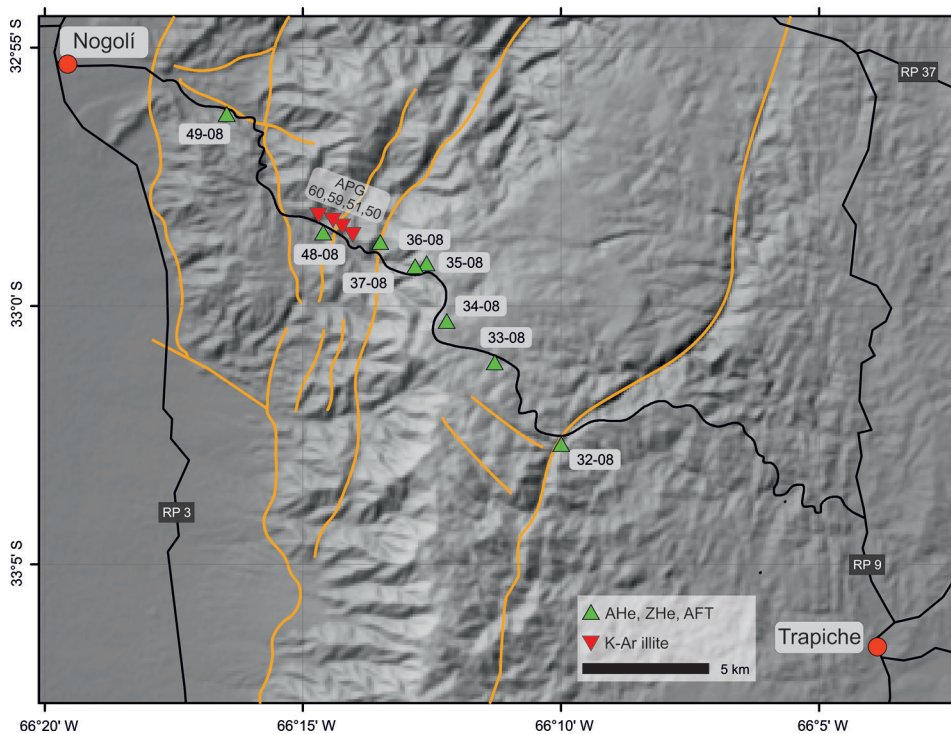 32°55' S
Nogolí
RP 37
49-08
APG
60,59,51,50
48-08
36-08
37-08
35-08
33°0' S
34-08
33-08
32-08
RP 3
33°5' S
RP 9
AHe, ZHe, AFT
K-Ar illite
5 km
Trapiche
66°20' W
66°15' W
66°10' W
66°5' W